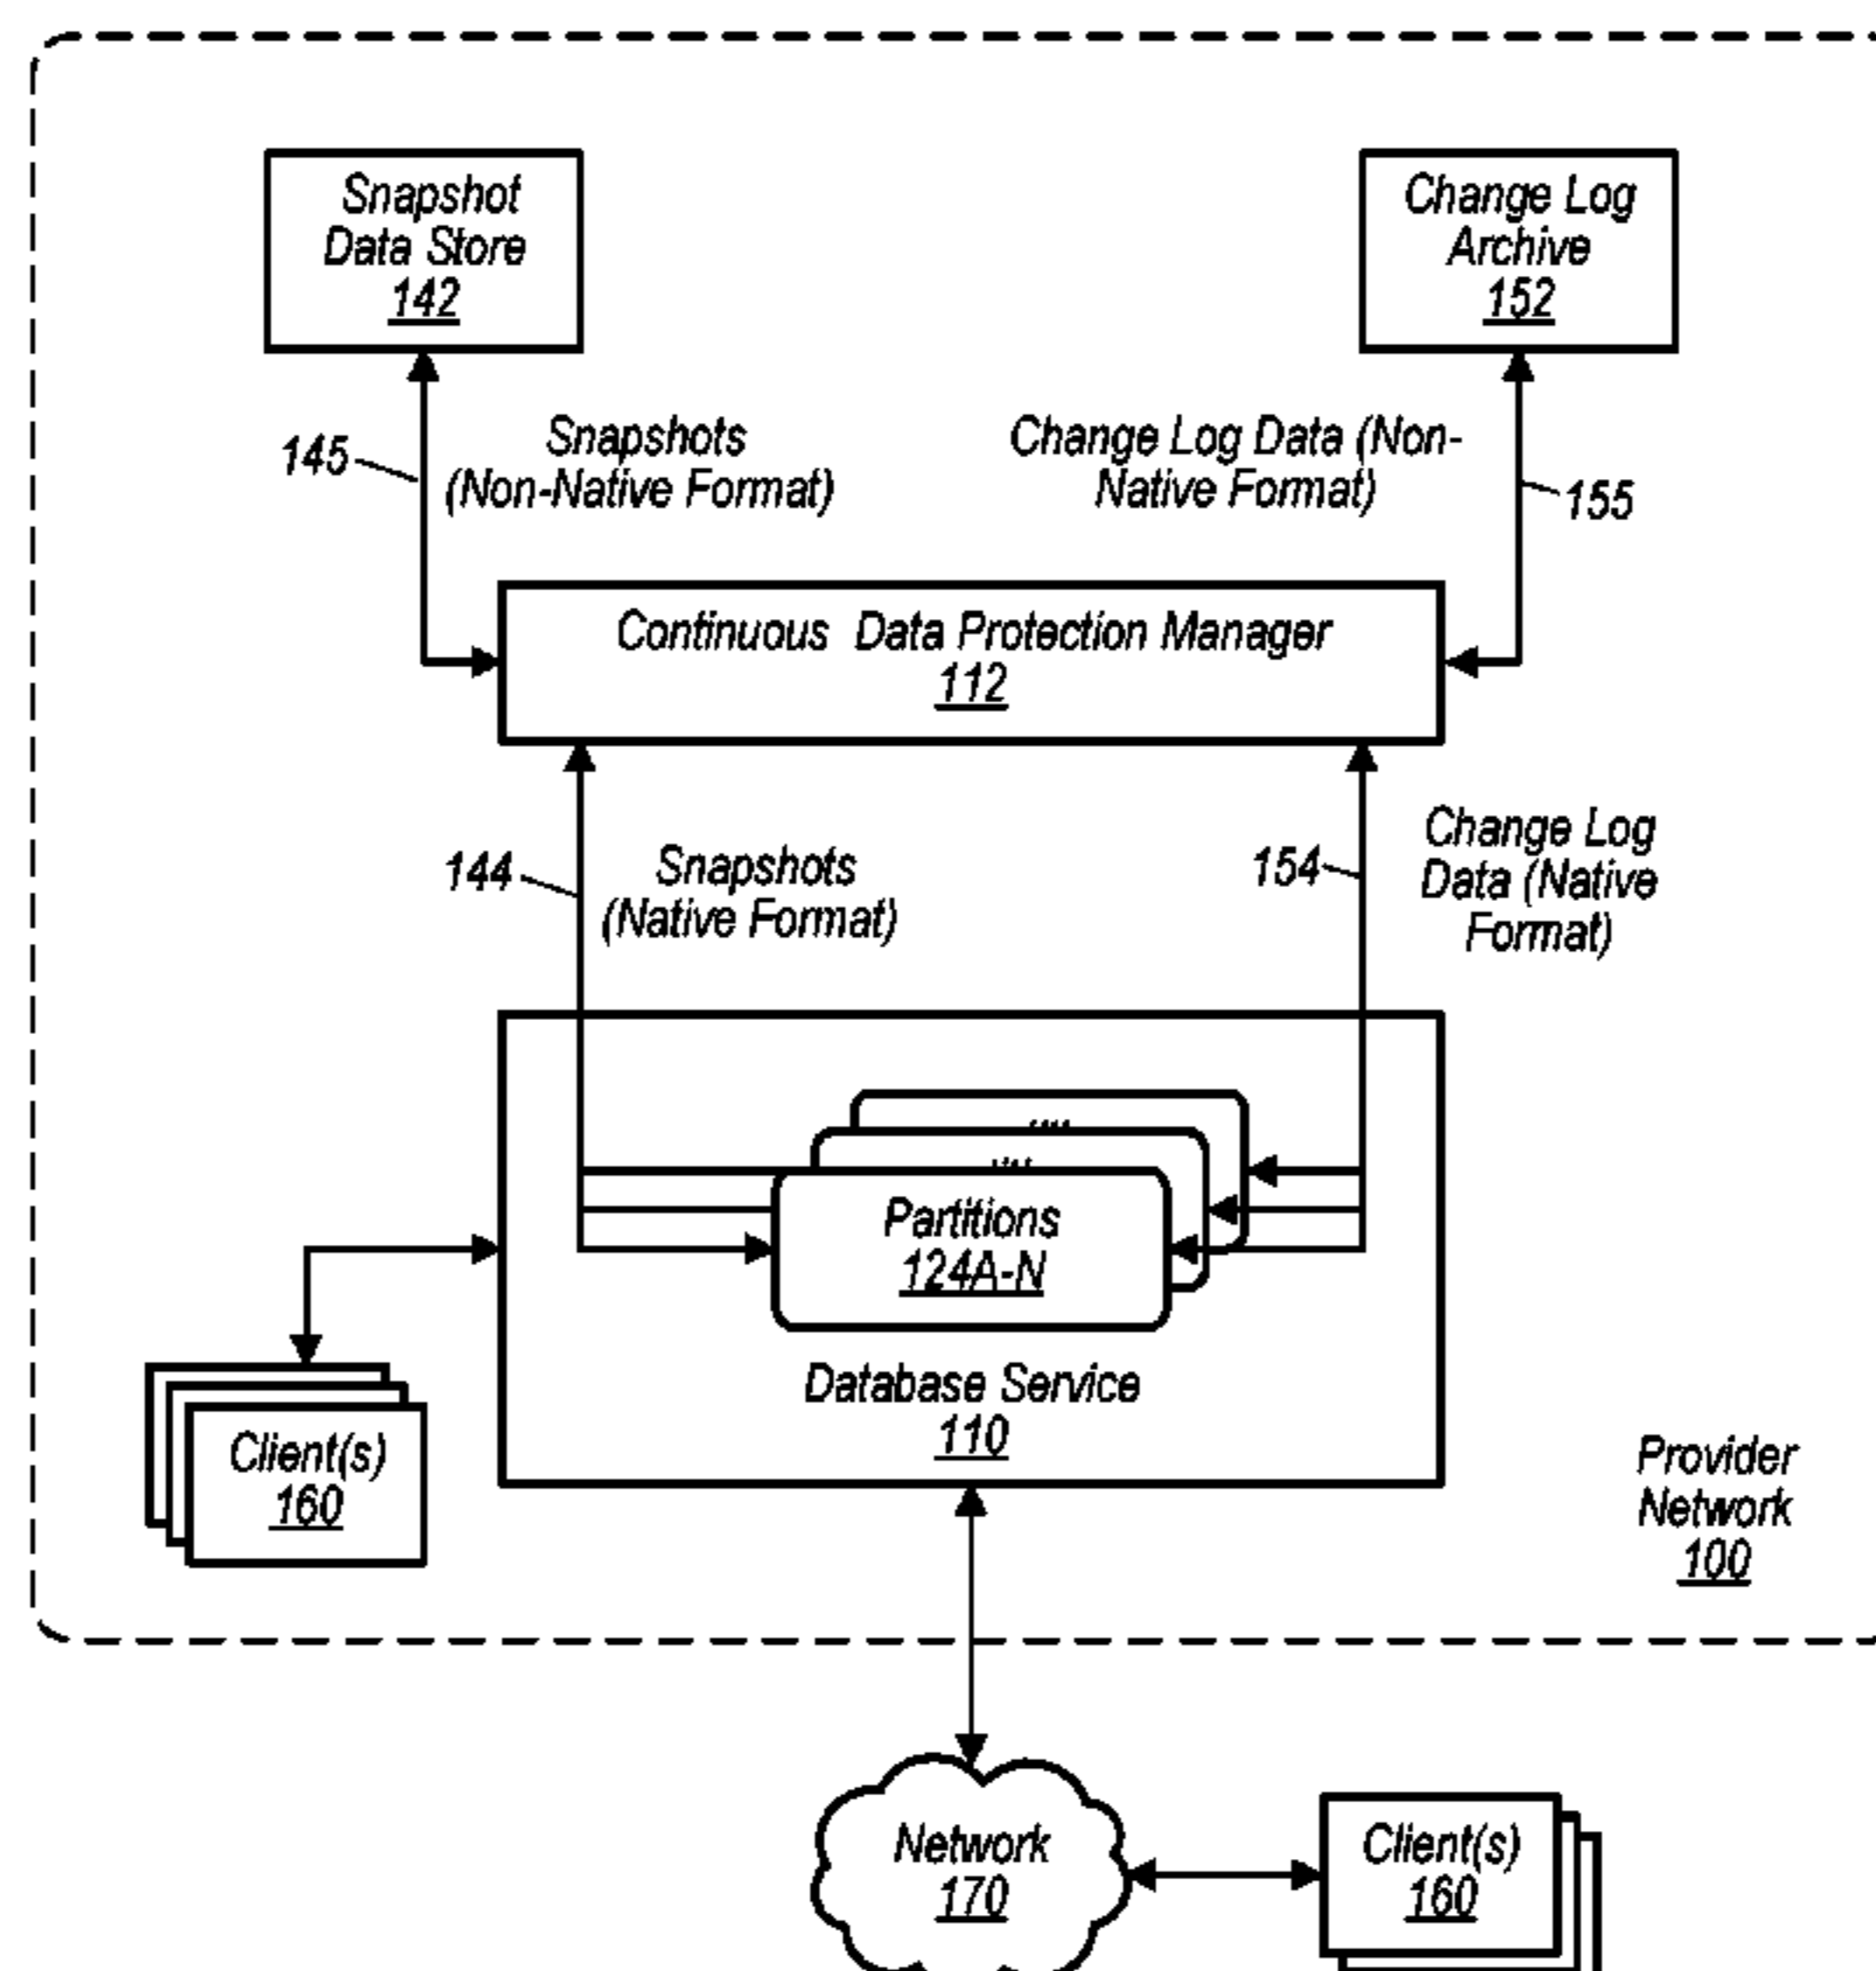 Snapshot
Data Store
142
Change Log
Archive
152
145
Snapshots
(Non-Native Format)
Change Log Data (Non-
Native Format)
155
Continuous Data Protection Manager
112
144
Snapshots
(Native Format)
154
Change Log
Data (Native
Format)
Partitions
124A-N
Database Service
110
Client(s)
160
Provider
Network
100
Network
170
Client(s)
160